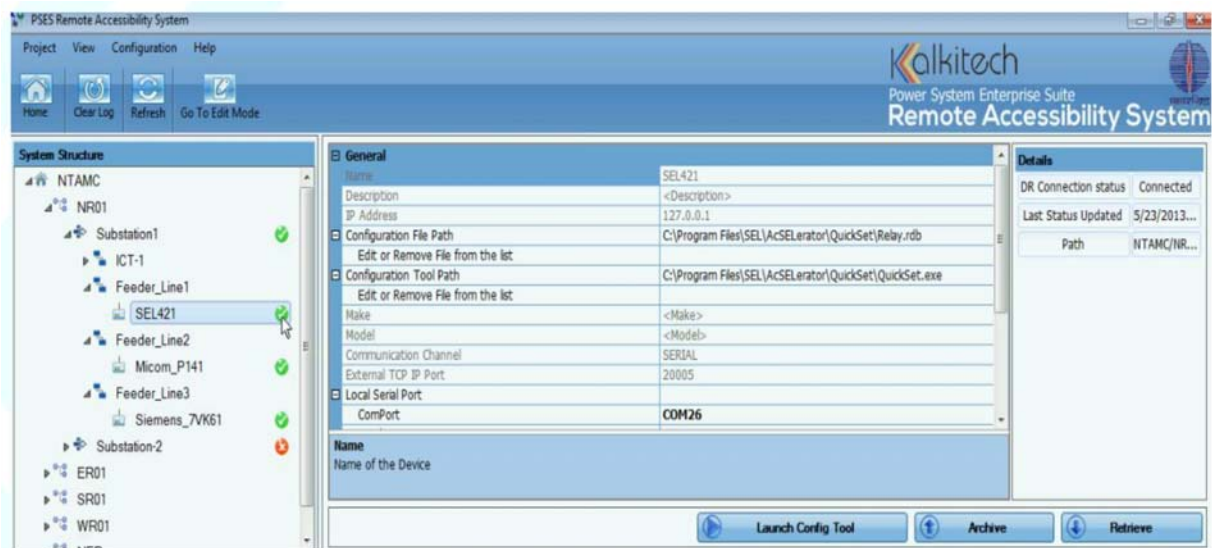 PSES Remote Accessibility System
Project View Configuration Help
Home Clear Log Refresh Go To Edit Mode
Kalkitech
Power System Enterprise Suite
Remote Accessibility System
System Structure
NTAMC
NR01
Substation1
ICT-1
Feeder_Line1
SEL421
Feeder_Line2
Micom_P141
Feeder_Line3
Siemens_7VK61
Substation-2
ER01
SR01
WR01
General
Name SEL421
Description <Description>
IP Address 127.0.0.1
Configuration File Path C:\Program Files\SEL\AcSELerator\QuickSet\Relay.rdb
Edit or Remove File from the list
Configuration Tool Path C:\Program Files\SEL\AcSELerator\QuickSet\QuickSet.exe
Edit or Remove File from the list
Make <Make>
Model <Model>
Communication Channel SERIAL
External TCP IP Port 20005
Local Serial Port
ComPort COM26
Name
Name of the Device
Launch Config Tool Archive Retrieve
Details
DR Connection status Connected
Last Status Updated 5/23/2013...
Path NTAMC/NR...